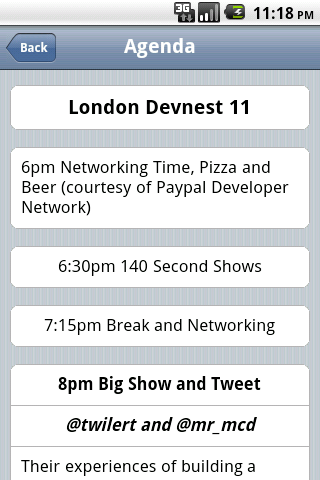 3G 11:18 PM
Back Agenda
London Devnest 11
6pm Networking Time, Pizza and
Beer (courtesy of Paypal Developer
Network)
6:30pm 140 Second Shows
7:15pm Break and Networking
8pm Big Show and Tweet
@twilert and @mr_mcd
Their experiences of building a